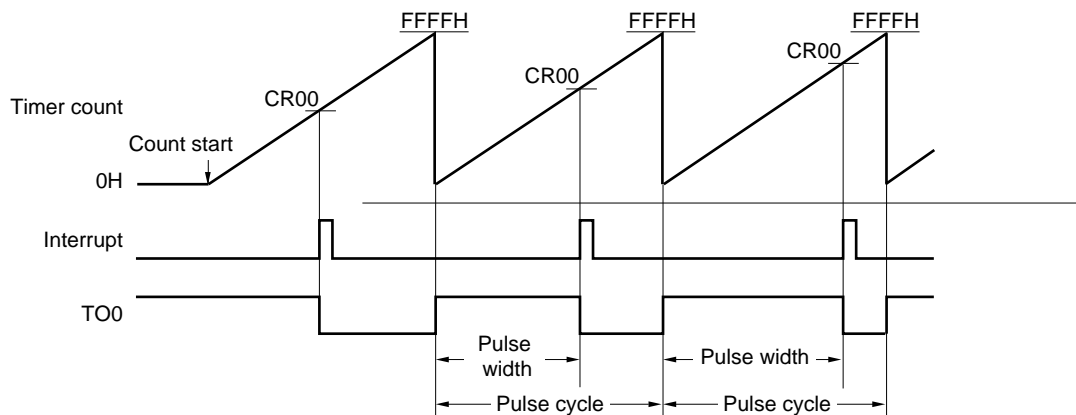 FFFFH FFFFH FFFFH
CR00
CR00
CR00
Timer count
Count start
0H
Interrupt
TO0
Pulse
width
Pulse width
Pulse cycle Pulse cycle